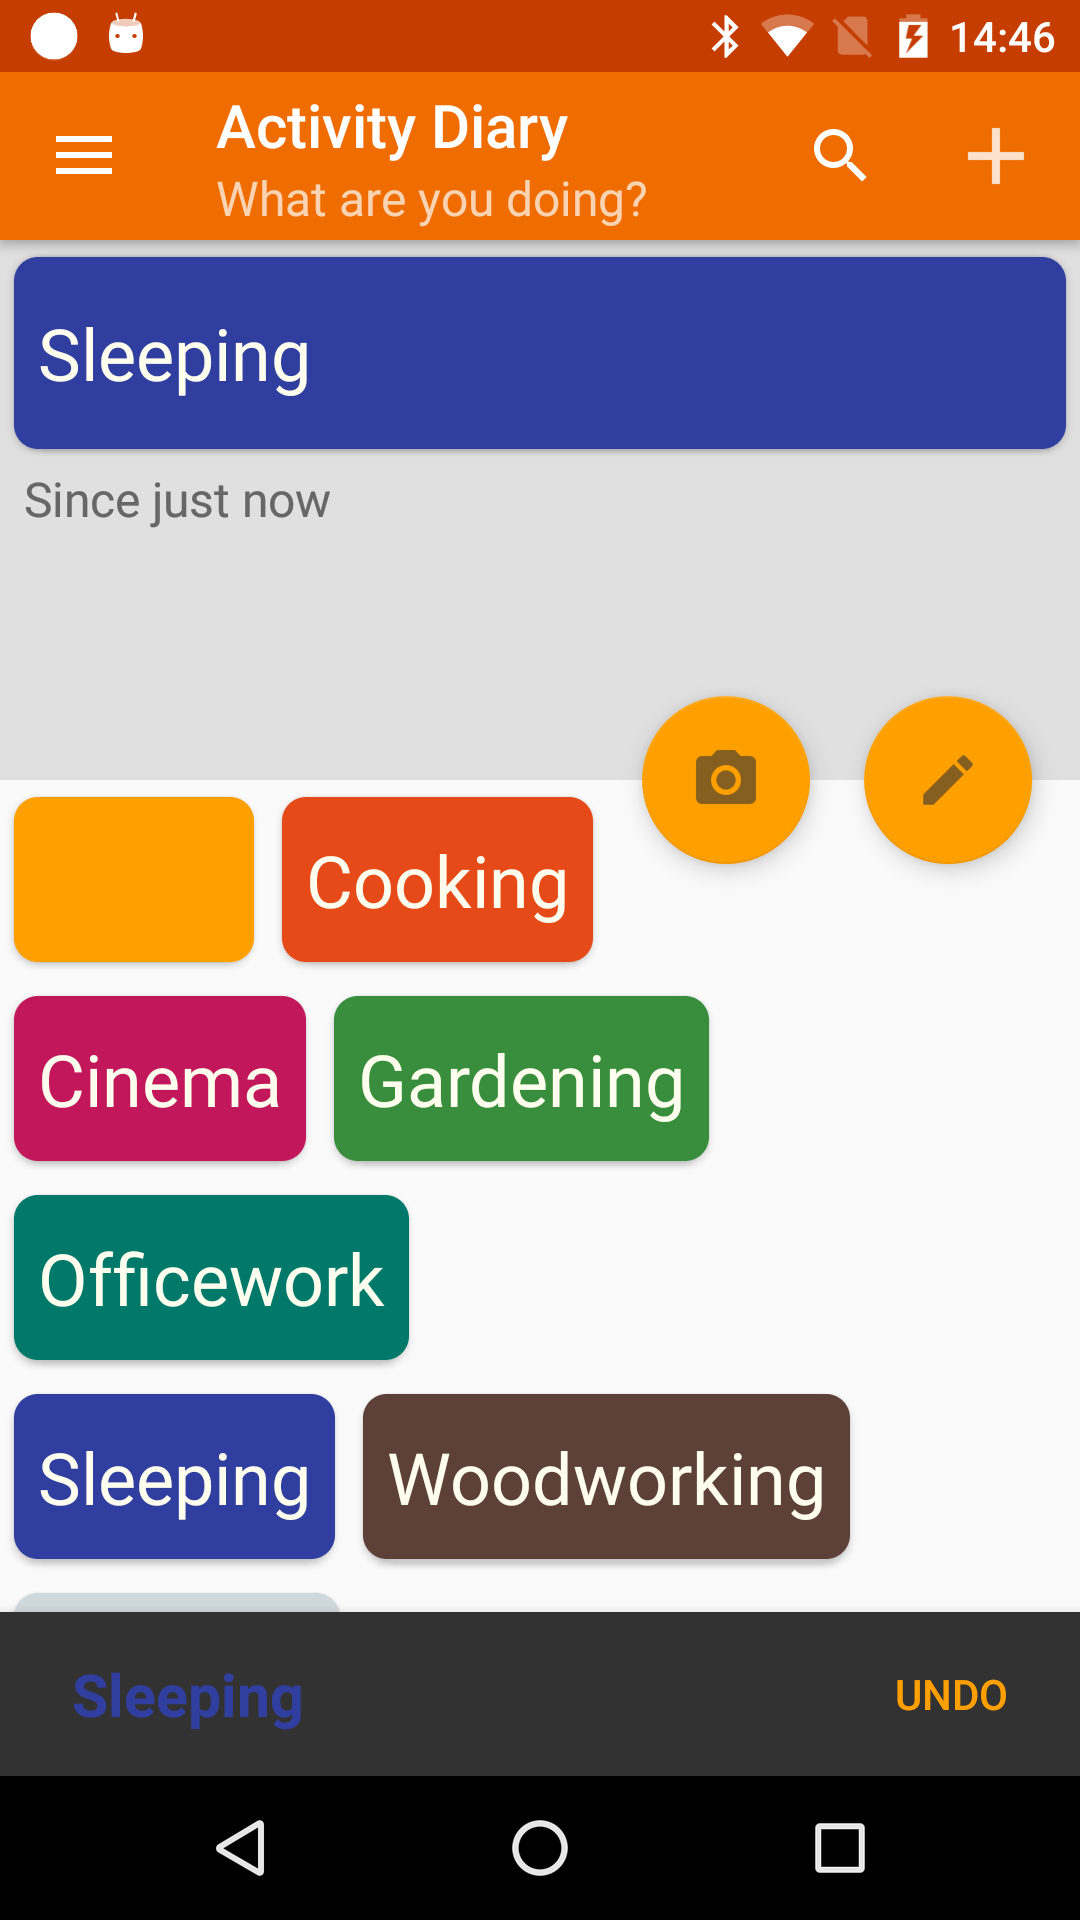 14:46
Activity Diary
What are you doing?
Sleeping
Since just now
Cooking
Cinema Gardening
Officework
Sleeping Woodworking
Sleeping UNDO